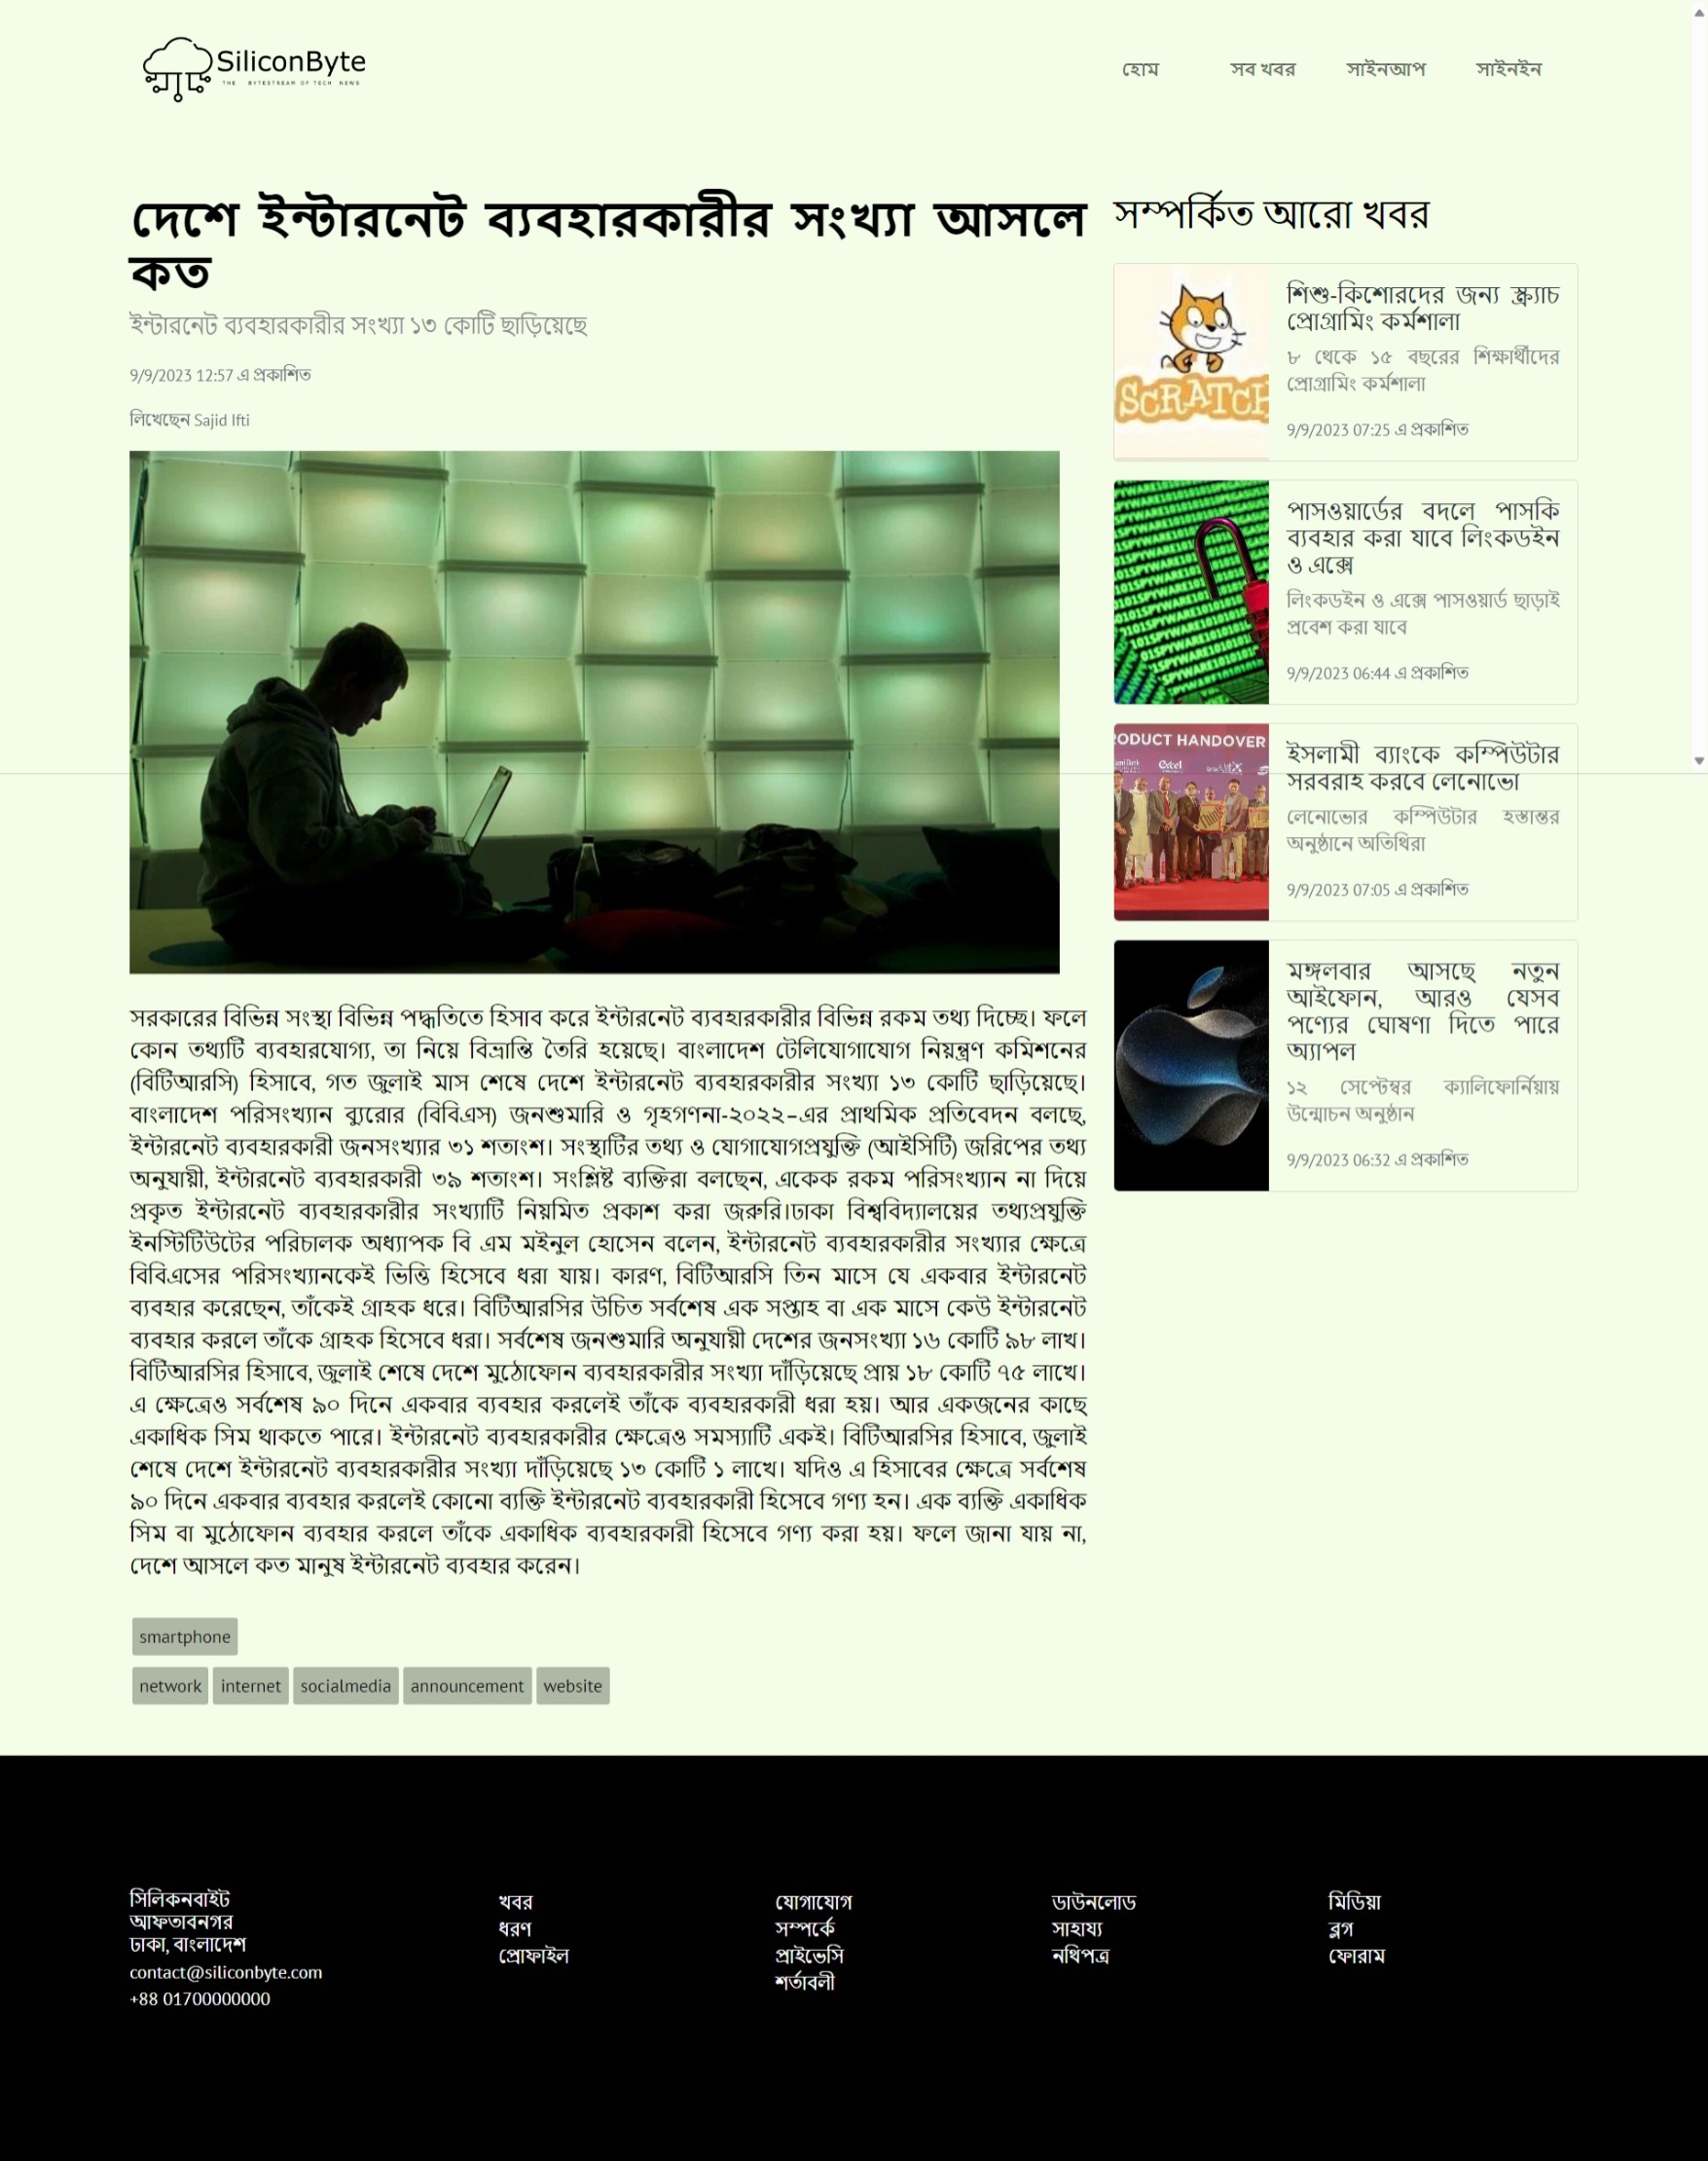 SiliconByte
THE BYTESTREAM OF TECH NEWS
হোম
সব খবর
সাইনআপ
সাইনইন
দেশে ইন্টারনেট ব্যবহারকারীর সংখ্যা আসলে
কত
ইন্টারনেট ব্যবহারকারীর সংখ্যা ১৩ কোটি ছাড়িয়েছে
9/9/2023 12:57 এ প্রকাশিত
লিখেছেন Sajid Ifti
সরকারের বিভিন্ন সংস্থা বিভিন্ন পদ্ধতিতে হিসাব করে ইন্টারনেট ব্যবহারকারীর বিভিন্ন রকম তথ্য দিচ্ছে। ফলে
কোন তথ্যটি ব্যবহারযোগ্য, তা নিয়ে বিভ্রান্তি তৈরি হয়েছে। বাংলাদেশ টেলিযোগাযোগ নিয়ন্ত্রণ কমিশনের
(বিটিআরসি) হিসাবে, গত জুলাই মাস শেষে দেশে ইন্টারনেট ব্যবহারকারীর সংখ্যা ১৩ কোটি ছাড়িয়েছে।
বাংলাদেশ পরিসংখ্যান ব্যুরোর (বিবিএস) জনশুমারি ও গৃহগণনা-২০২২–এর প্রাথমিক প্রতিবেদন বলছে,
ইন্টারনেট ব্যবহারকারী জনসংখ্যার ৩১ শতাংশ। সংস্থাটির তথ্য ও যোগাযোগপ্রযুক্তি (আইসিটি) জরিপের তথ্য
অনুযায়ী, ইন্টারনেট ব্যবহারকারী ৩৯ শতাংশ। সংশ্লিষ্ট ব্যক্তিরা বলছেন, একেক রকম পরিসংখ্যান না দিয়ে
প্রকৃত ইন্টারনেট ব্যবহারকারীর সংখ্যাটি নিয়মিত প্রকাশ করা জরুরি।ঢাকা বিশ্ববিদ্যালয়ের তথ্যপ্রযুক্তি
ইনস্টিটিউটের পরিচালক অধ্যাপক বি এম মইনুল হোসেন বলেন, ইন্টারনেট ব্যবহারকারীর সংখ্যার ক্ষেত্রে
বিবিএসের পরিসংখ্যানকেই ভিত্তি হিসেবে ধরা যায়। কারণ, বিটিআরসি তিন মাসে যে একবার ইন্টারনেট
ব্যবহার করেছেন, তাঁকেই গ্রাহক ধরে। বিটিআরসির উচিত সর্বশেষ এক সপ্তাহ বা এক মাসে কেউ ইন্টারনেট
ব্যবহার করলে তাঁকে গ্রাহক হিসেবে ধরা। সর্বশেষ জনশুমারি অনুযায়ী দেশের জনসংখ্যা ১৬ কোটি ৯৮ লাখ।
বিটিআরসির হিসাবে, জুলাই শেষে দেশে মুঠোফোন ব্যবহারকারীর সংখ্যা দাঁড়িয়েছে প্রায় ১৮ কোটি ৭৫ লাখে।
এ ক্ষেত্রেও সর্বশেষ ৯০ দিনে একবার ব্যবহার করলেই তাঁকে ব্যবহারকারী ধরা হয়। আর একজনের কাছে
একাধিক সিম থাকতে পারে। ইন্টারনেট ব্যবহারকারীর ক্ষেত্রেও সমস্যাটি একই। বিটিআরসির হিসাবে, জুলাই
শেষে দেশে ইন্টারনেট ব্যবহারকারীর সংখ্যা দাঁড়িয়েছে ১৩ কোটি ১ লাখে। যদিও এ হিসাবের ক্ষেত্রে সর্বশেষ
৯০ দিনে একবার ব্যবহার করলেই কোনো ব্যক্তি ইন্টারনেট ব্যবহারকারী হিসেবে গণ্য হন। এক ব্যক্তি একাধিক
সিম বা মুঠোফোন ব্যবহার করলে তাঁকে একাধিক ব্যবহারকারী হিসেবে গণ্য করা হয়। ফলে জানা যায় না,
দেশে আসলে কত মানুষ ইন্টারনেট ব্যবহার করেন।
smartphone
network internet socialmedia announcement website
সম্পর্কিত আরো খবর
SCRATCH
শিশু-কিশোরদের জন্য স্ক্র্যাচ
প্রোগ্রামিং কর্মশালা
৮ থেকে ১৫ বছরের শিক্ষার্থীদের
প্রোগ্রামিং কর্মশালা
9/9/2023 07:25 এ প্রকাশিত
পাসওয়ার্ডের বদলে পাসকি
ব্যবহার করা যাবে লিংকডইন
ও এক্সে
লিংকডইন ও এক্সে পাসওয়ার্ড ছাড়াই
প্রবেশ করা যাবে
9/9/2023 06:44 এ প্রকাশিত
ODUCT HANDOVER
ইসলামী ব্যাংকে কম্পিউটার
সরবরাহ করবে লেনোভো
লেনোভোর কম্পিউটার হস্তান্তর
অনুষ্ঠানে অতিথিরা
9/9/2023 07:05 এ প্রকাশিত
মঙ্গলবার আসছে নতুন
আইফোন, আরও যেসব
পণ্যের ঘোষণা দিতে পারে
অ্যাপল
১২ সেপ্টেম্বর ক্যালিফোর্নিয়ায়
উন্মোচন অনুষ্ঠান
9/9/2023 06:32 এ প্রকাশিত
সিলিকনবাইট
আফতাবনগর
ঢাকা, বাংলাদেশ
contact@siliconbyte.com
+88 01700000000
খবর
ধরণ
প্রোফাইল
যোগাযোগ
সম্পর্কে
প্রাইভেসি
শর্তাবলী
ডাউনলোড
সাহায্য
নথিপত্র
মিডিয়া
ব্লগ
ফোরাম